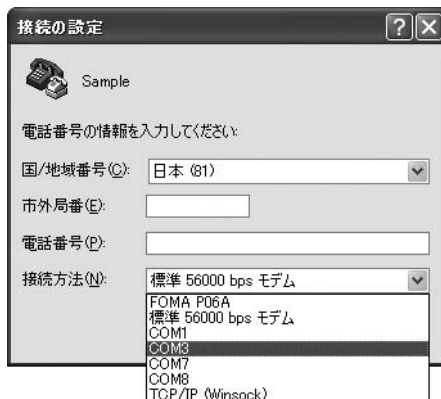 接続の設定
Sample
電話番号の情報を入力してください:
国/地域番号(C): 日本 (81)
市外局番(E):
電話番号(P):
接続方法(N): 標準 56000 bps モデム
FOMA P06A
標準 56000 bps モデム
COM1
COM3
COM7
COM8
TCP/IP (Winsock)